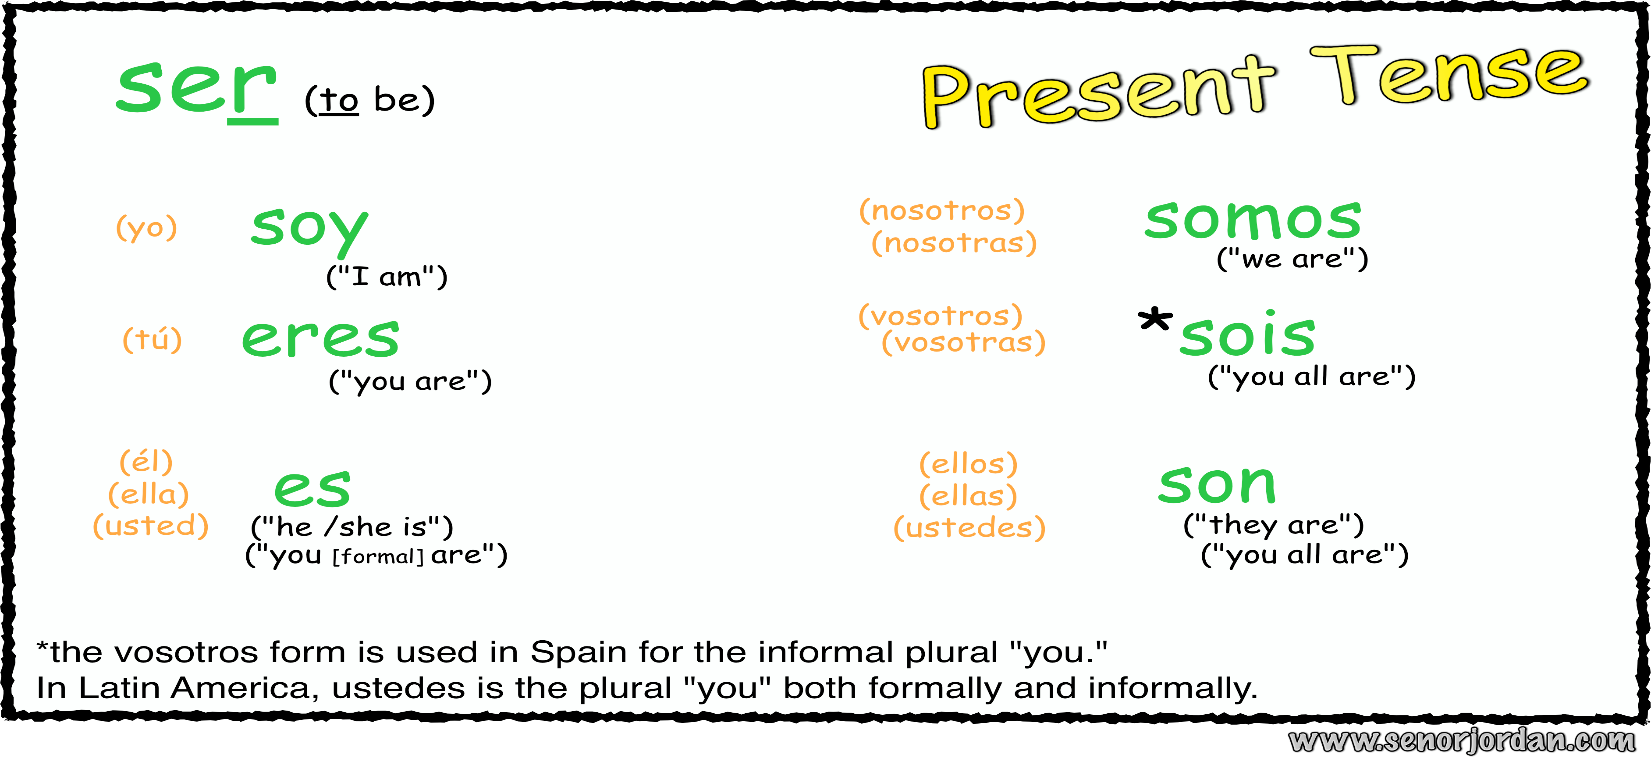 ser (to be)
Present Tense
(yo) soy
("I am")
(tú) eres
("you are")
(él)
(ella) es
(usted) ("he /she is")
("you [formal] are")
(nosotros) somos
(nosotras) ("we are")
(vosotros) *sois
(vosotras)
("you all are")
(ellos) son
(ellas)
(ustedes) ("they are")
("you all are")
*the vosotros form is used in Spain for the informal plural "you."
In Latin America, ustedes is the plural "you" both formally and informally.
www.senorjordan.com